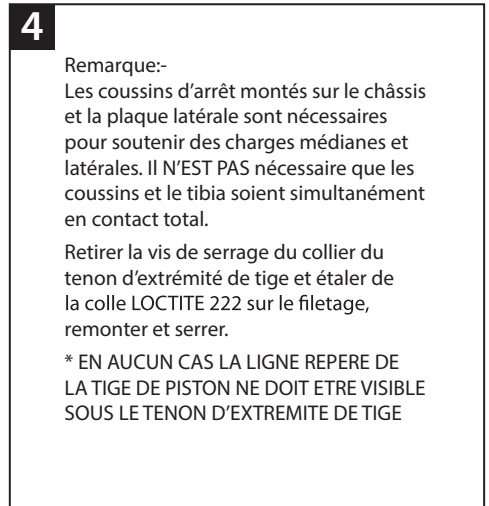 4
Remarque:-
Les coussins d’arrêt montés sur le châssis
et la plaque latérale sont nécessaires
pour soutenir des charges médianes et
latérales. Il N’EST PAS nécessaire que les
coussins et le tibia soient simultanément
en contact total.
Retirer la vis de serrage du collier du
tenon d’extrémité de tige et étaler de
la colle LOCTITE 222 sur le filetage,
remonter et serrer.
* EN AUCUN CAS LA LIGNE REPERE DE
LA TIGE DE PISTON NE DOIT ETRE VISIBLE
SOUS LE TENON D’EXTREMITE DE TIGE